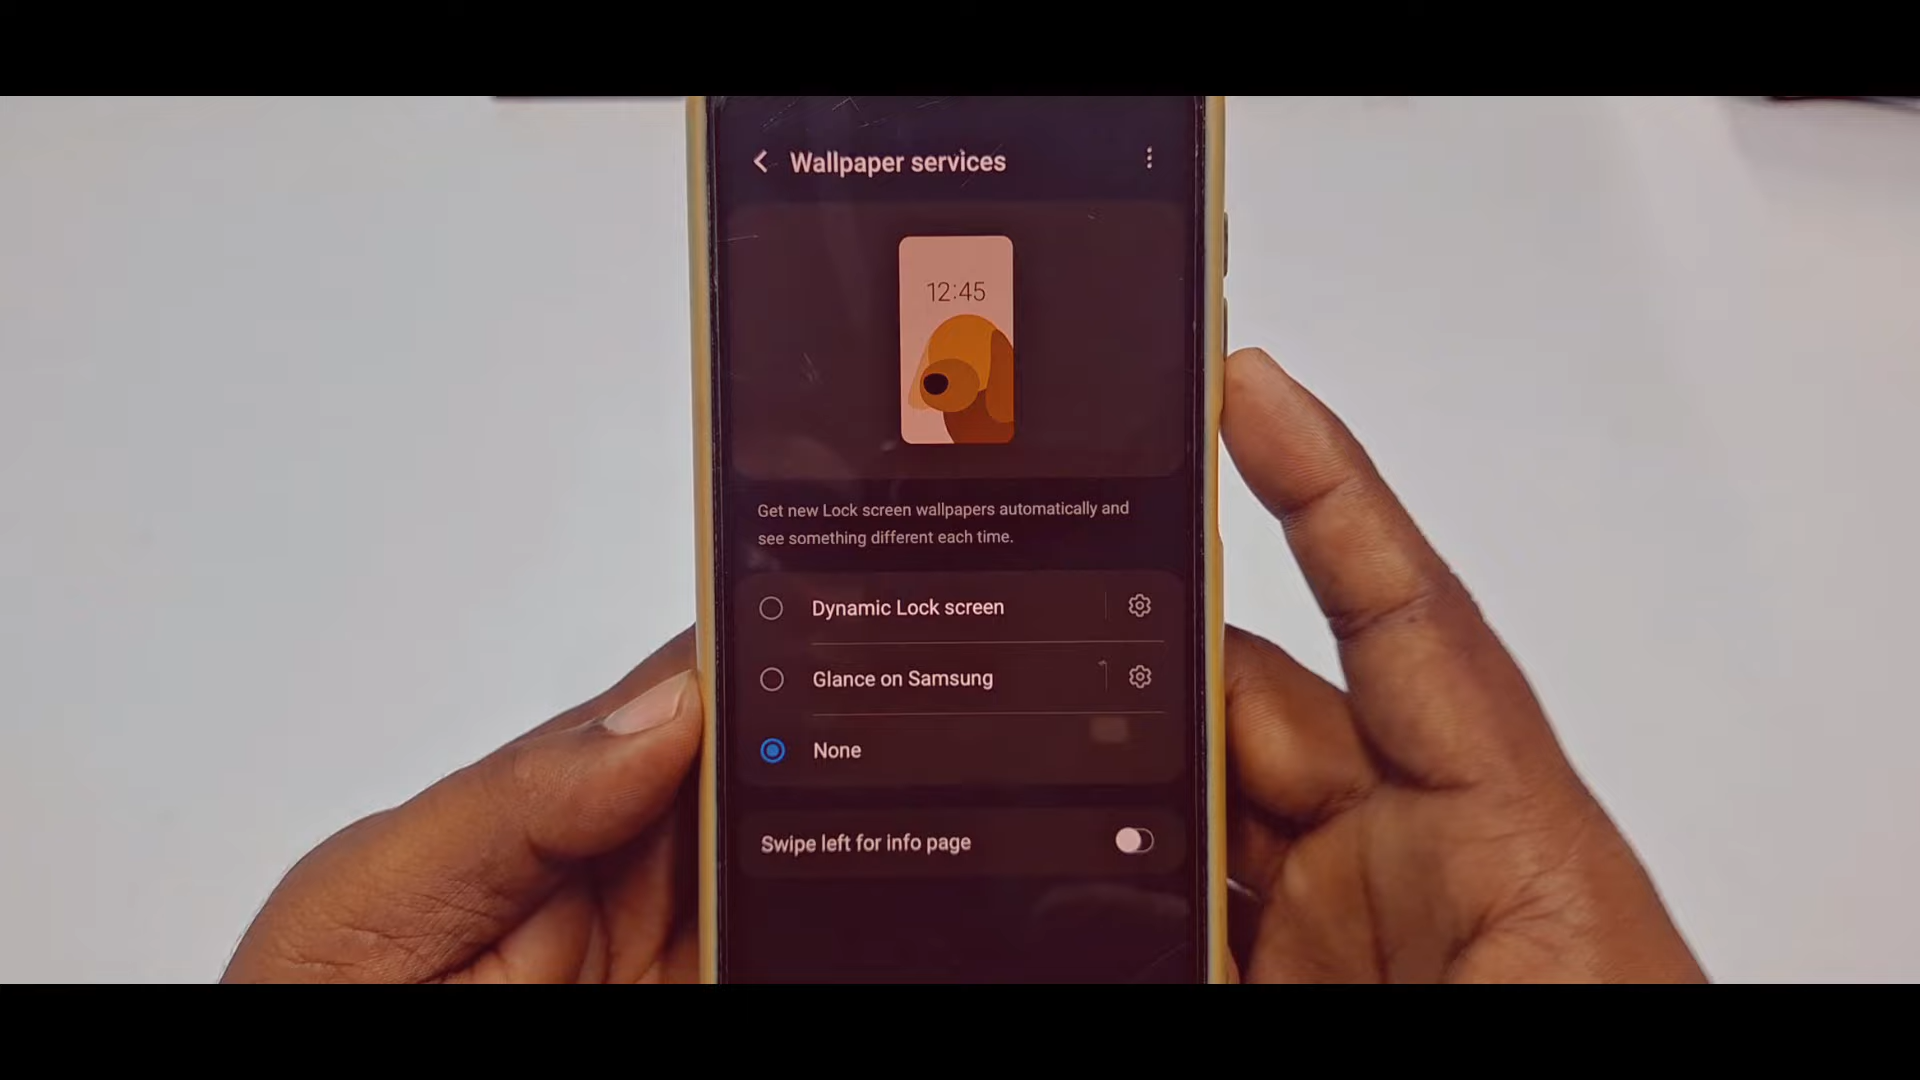 Wallpaper services
12:45
Get new Lock screen wallpapers automatically and
see something different each time.
Dynamic Lock screen
Glance on Samsung
None
Swipe left for info page